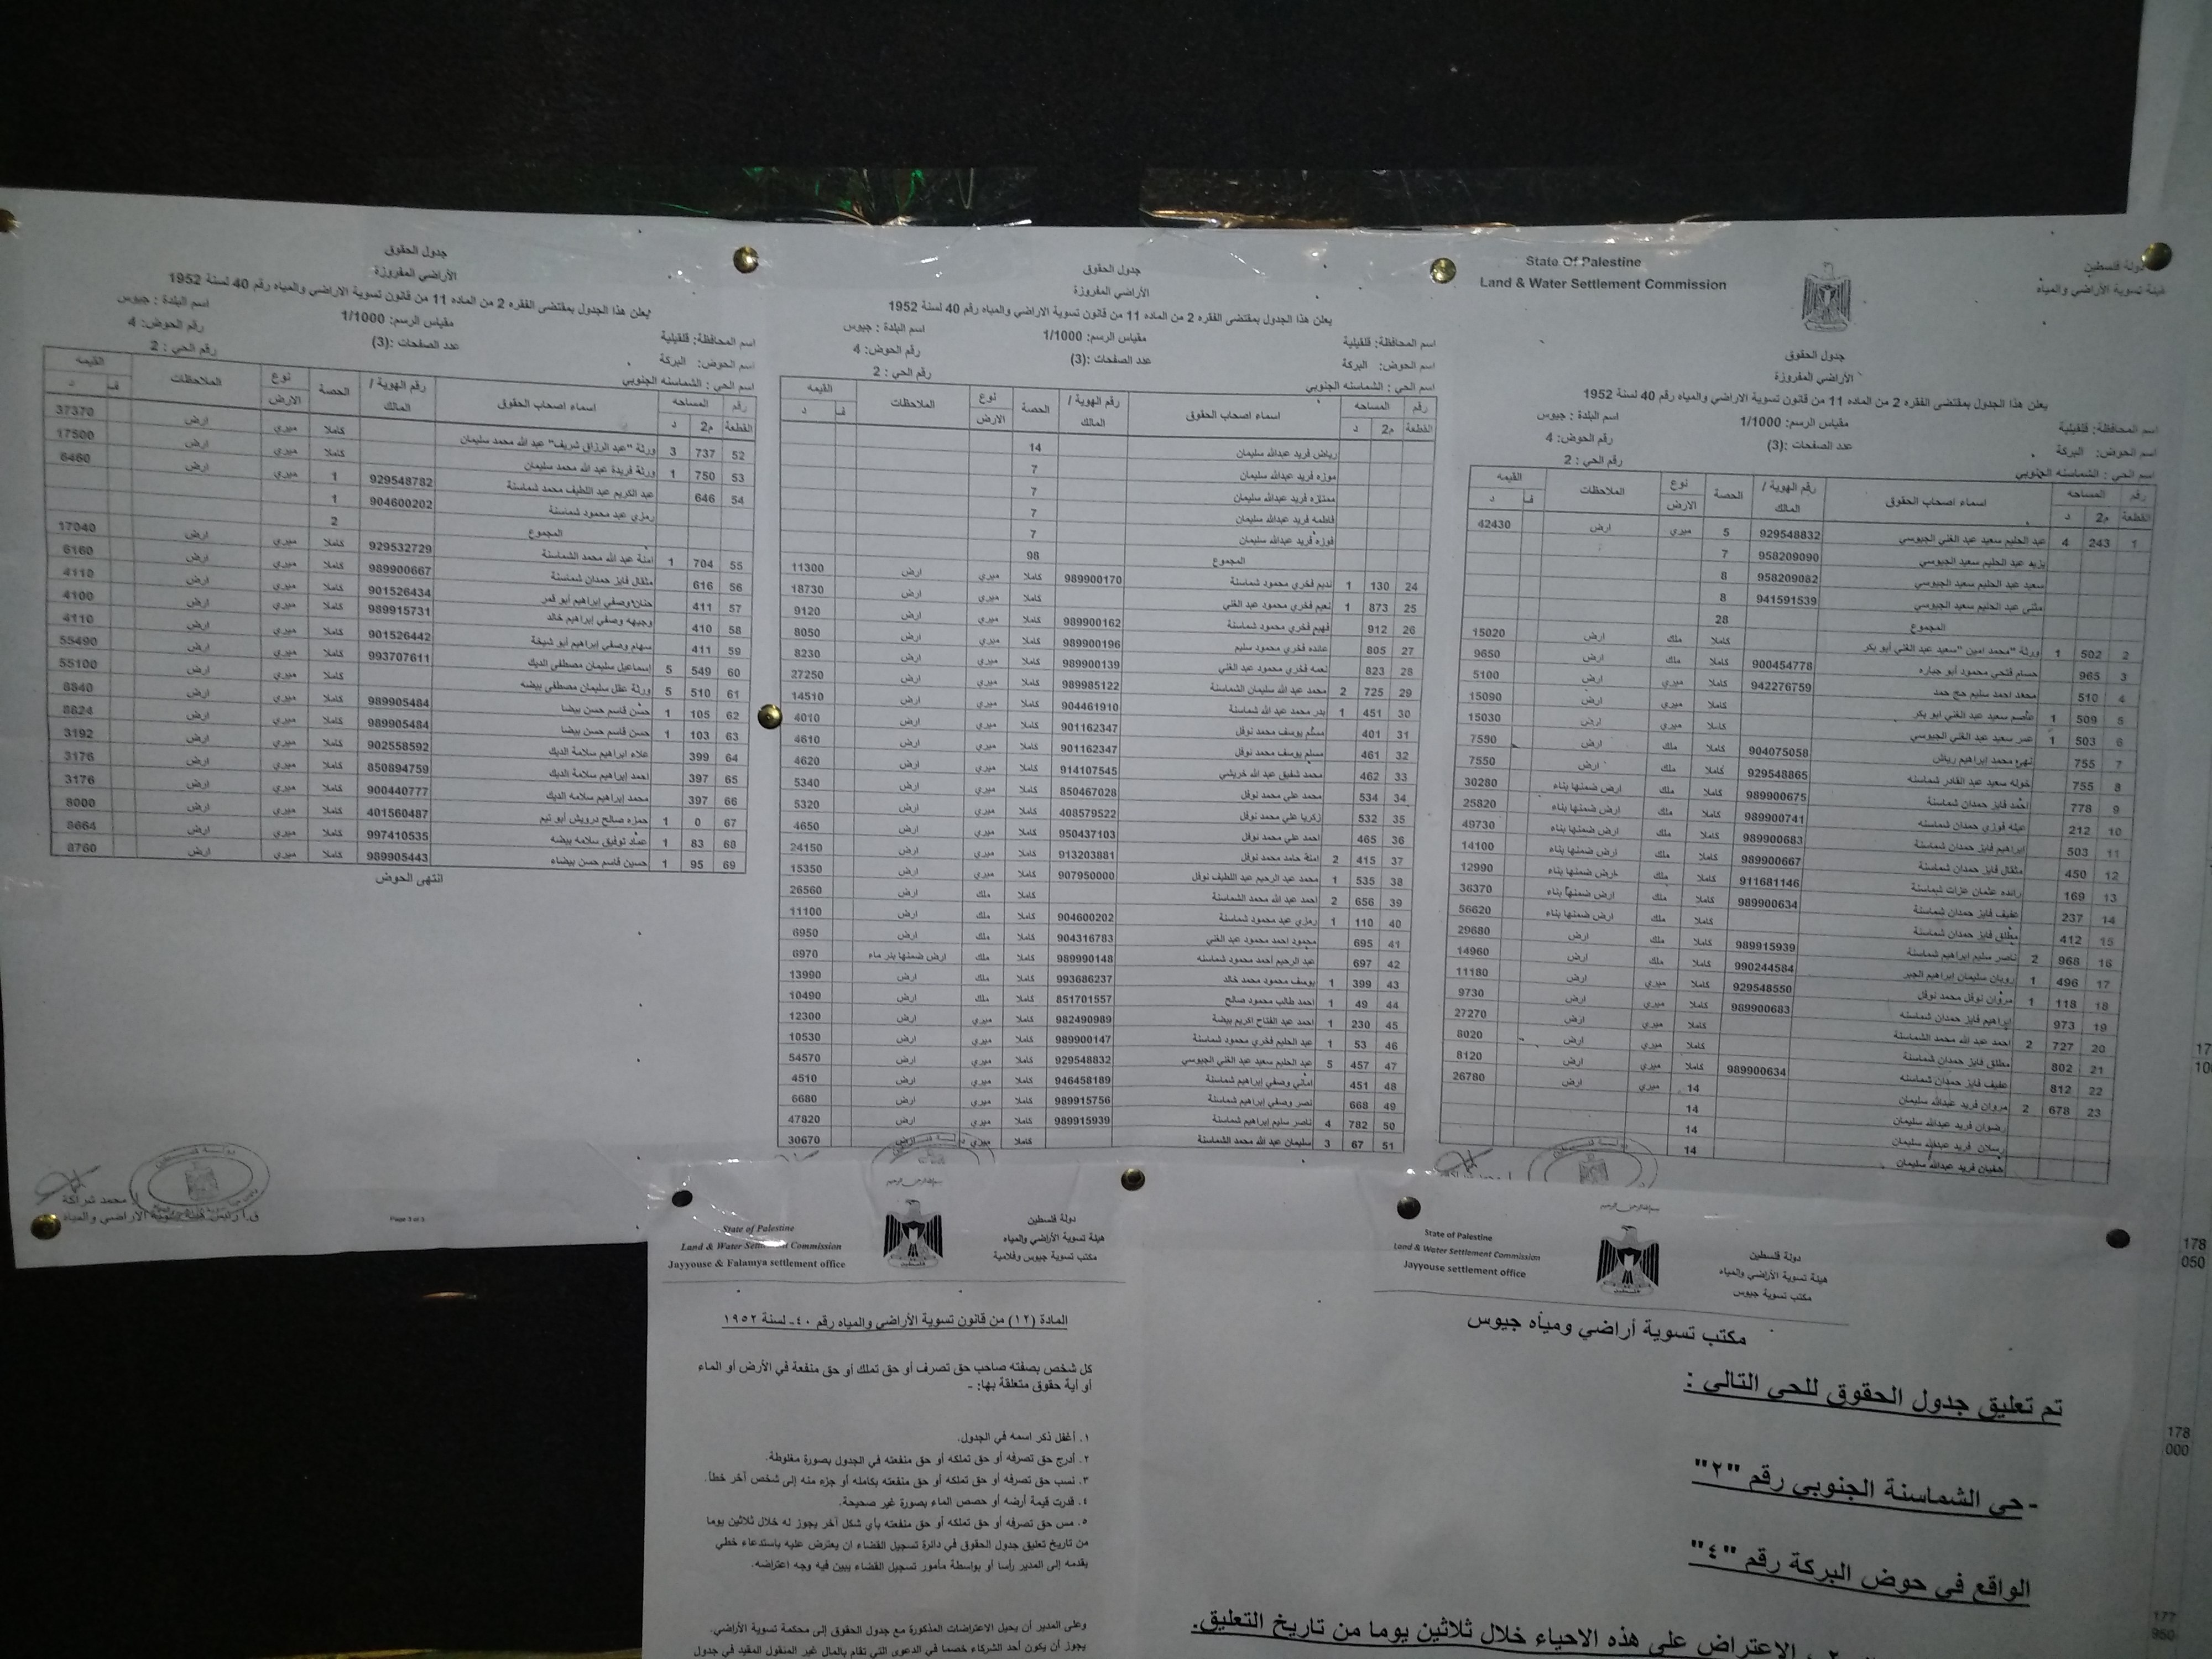 State Of Palestine
Land & Water Settlement Commission
دولة فلسطين
هيئة تسوية الأراضي والمياه
جدول الحقوق
الأراضي المفروزة
يعلن هذا الجدول بمقتضى الفقره 2 من الماده 11 من قانون تسوية الاراضي والمياه رقم 40 لسنة 1952
اسم المحافظة: قلقيلية مقياس الرسم: 1/1000 اسم البلدة : جيوس
اسم الحوض: البركة عدد الصفحات :(3) رقم الحوض: 4
اسم الحي : الشماسنه الجنوبي رقم الحي : 2
رقم القطعة المساحه م2 د اسماء اصحاب الحقوق رقم الهوية / المالك الحصة نوع الارض الملاحظات القيمه ف د
1 243 4 عبد الحليم سعيد عبد الغني الجيوسي 929548832 5 ميري ارض 42430
يزيد عبد الحليم سعيد الجيوسي 958209090 7
سعيد عبد الحليم سعيد الجيوسي 958209082 8
مثنى عبد الحليم سعيد الجيوسي 941591539 8
المجموع 28
2 502 1 ورثة "محمد امين "سعيد عبد الغني أبو بكر كاملا ملك ارض 15020
3 965 حسام فتحي محمود أبو جباره 900454778 كاملا ملك ارض 9650
4 510 محمد احمد سليم حج حمد 942276759 كاملا ميري ارض 5100
5 509 1 عاصم سعيد عبد الغني ابو بكر كاملا ميري ارض 15090
6 503 1 عمر سعيد عبد الغني الجيوسي كاملا ميري ارض 15030
7 755 محمد ابراهيم رياش 904075058 كاملا ملك ارض 7550
8 755 خوله سعيد عبد القادر شماسنه 929548865 كاملا ملك ارض 7550
9 778 احمد فايز حمدان شماسنة 989900675 كاملا ملك ارض ضمنها بناء 30280
10 212 عبله فوزي حمدان شماسنه 989900741 كاملا ملك ارض ضمنها بناء 25820
11 503 ابراهيم فايز حمدان شماسنة 989900683 كاملا ملك ارض ضمنها بناء 49730
12 450 مثقال فايز حمدان شماسنة 989900667 كاملا ملك ارض ضمنها بناء 14100
13 169 رائده عثمان عزات شماسنة 911681146 كاملا ملك ارض ضمنها بناء 12990
14 237 عفيف فايز حمدان شماسنة 989900634 كاملا ملك ارض ضمنها بناء 36370
15 412 مطلق فايز حمدان شماسنة كاملا ملك ارض ضمنها بناء 56620
16 968 2 ناصر سليم ابراهيم شماسنة 989915939 كاملا ملك ارض 29680
17 496 1 سليمان إبراهيم الجبر 990244584 كاملا ملك ارض 14960
18 118 1 مروان نوفل محمد نوفل 929548550 كاملا ميري ارض 11180
19 973 إبراهيم فايز حمدان شماسنه 989900683 كاملا ميري ارض 9730
20 727 2 احمد عبد الله محمد الشماسنة كاملا ميري ارض 27270
21 802 مطلق فايز حمدان شماسنة كاملا ميري ارض 8020
22 812 عفيف فايز حمدان شماسنه 989900634 كاملا ميري ارض 8120
23 678 2 مروان فريد عبدالله سليمان 14 ميري ارض 26780
رضوان فريد عبدالله سليمان 14
رسلان فريد عبدالله سليمان 14
فريد عبدالله سليمان 14
جدول الحقوق
الأراضي المفروزة
يعلن هذا الجدول بمقتضى الفقره 2 من الماده 11 من قانون تسوية الاراضي والمياه رقم 40 لسنة 1952
اسم المحافظة: قلقيلية مقياس الرسم: 1/1000 اسم البلدة : جيوس
اسم الحوض: البركة عدد الصفحات :(3) رقم الحوض: 4
اسم الحي : الشماسنه الجنوبي رقم الحي : 2
رقم القطعة المساحه م2 د اسماء اصحاب الحقوق رقم الهوية / المالك الحصة نوع الارض الملاحظات القيمه ف د
رياض فريد عبدالله سليمان 14
موزه فريد عبدالله سليمان 7
ممتازه فريد عبدالله سليمان 7
فاطمه فريد عبدالله سليمان 7
فوزه فريد عبدالله سليمان 7
المجموع 98
24 130 1 نديم فخري محمود شماسنة 989900170 كاملا ميري ارض 11300
25 873 1 نعيم فخري محمود عبد الغني كاملا ميري ارض 18730
26 912 فهيم فخري محمود شماسنة 989900162 كاملا ميري ارض 9120
27 805 عائده فخري محمود سليم 989900196 كاملا ميري ارض 8050
28 823 نعمه فخري محمود عبد الغني 989900139 كاملا ميري ارض 8230
29 725 2 محمد عبد الله سليمان الشماسنة 989985122 كاملا ميري ارض 27250
30 451 1 بدر محمد عبد الله شماسنة 904461910 كاملا ميري ارض 14510
31 401 مسلم يوسف محمد نوفل 901162347 كاملا ميري ارض 4010
32 461 مسلم يوسف محمد نوفل 901162347 كاملا ميري ارض 4610
33 462 محمد شفيق عبد الله خريشي 914107545 كاملا ميري ارض 4620
34 534 محمد علي محمد نوفل 850467028 كاملا ميري ارض 5340
35 532 زكريا علي محمد نوفل 408579522 كاملا ميري ارض 5320
36 465 احمد علي محمد نوفل 950437103 كاملا ميري ارض 4650
37 415 2 امنة حامد محمد نوفل 913203881 كاملا ميري ارض 24150
38 535 1 محمد عبد الرحيم عبد اللطيف نوفل 907950000 كاملا ميري ارض 15350
39 656 2 احمد عبد الله محمد الشماسنة كاملا ملك ارض 26560
40 110 1 رمزي عبد محمود شماسنة 904600202 كاملا ملك ارض 11100
41 695 محمود احمد محمود عبد الغني 904316783 كاملا ملك ارض 6950
42 697 عبد الرحيم أحمد محمود شماسنه 989990148 كاملا ملك ارض ضمنها بئر ماء 6970
43 399 1 يوسف محمود محمد خالد 993686237 كاملا ملك ارض 13990
44 49 1 احمد طالب محمود صالح 851701557 كاملا ملك ارض 10490
45 230 1 احمد عبد الفتاح اكريم بيضة 982490989 كاملا ميري ارض 12300
46 53 1 عبد الحليم فخري محمود شماسنة 989900147 كاملا ميري ارض 10530
47 457 5 عبد الحليم سعيد عبد الغني الجيوسي 929548832 كاملا ميري ارض 54570
48 451 اماني وصفي إبراهيم شماسنة 946458189 كاملا ميري ارض 4510
49 668 نصر وصفي إبراهيم شماسنة 989915756 كاملا ميري ارض 6680
50 782 4 ناصر سليم إبراهيم شماسنة 989915939 كاملا ميري ارض 47820
51 67 3 سليمان عبد الله محمد الشماسنة كاملا ميري ارض 30670
جدول الحقوق
الأراضي المفروزة
يعلن هذا الجدول بمقتضى الفقره 2 من الماده 11 من قانون تسوية الاراضي والمياه رقم 40 لسنة 1952
اسم المحافظة: قلقيلية مقياس الرسم: 1/1000 اسم البلدة : جيوس
اسم الحوض: البركة عدد الصفحات :(3) رقم الحوض: 4
اسم الحي : الشماسنه الجنوبي رقم الحي : 2
رقم القطعة المساحه م2 د اسماء اصحاب الحقوق رقم الهوية / المالك الحصة نوع الارض الملاحظات القيمه ف د
52 737 3 ورثة "عبد الرزاق شريف" عبد الله محمد سليمان كاملا ميري ارض 37370
53 750 1 ورثة فريدة عبد الله محمد سليمان كاملا ميري ارض 17500
54 646 عبد الكريم عبد اللطيف محمد شماسنة 929548782 1 ميري ارض 6460
رمزي عبد محمود شماسنة 904600202 1
المجموع 2
55 704 1 امنة عبد الله محمد الشماسنة 929532729 كاملا ميري ارض 17040
56 616 مثقال فايز حمدان شماسنة 989900667 كاملا ميري ارض 6160
57 411 حنان وصفي إبراهيم أبو قمر 901526434 كاملا ميري ارض 4110
58 410 وجيهه وصفي إبراهيم خالد 989915731 كاملا ميري ارض 4100
59 411 سهام وصفي إبراهيم أبو شيخة 901526442 كاملا ميري ارض 4110
60 549 5 إسماعيل سليمان مصطفى الديك 993707611 كاملا ميري ارض 55490
61 510 5 ورثة عقل سليمان مصطفى بيضه كاملا ميري ارض 55100
62 105 1 حسن قاسم حسن بيضا 989905484 كاملا ميري ارض 8840
63 103 1 حسن قاسم حسن بيضا 989905484 كاملا ميري ارض 8824
64 399 علاء ابراهيم سلامة الديك 902558592 كاملا ميري ارض 3192
65 397 احمد إبراهيم سلامة الديك 850894759 كاملا ميري ارض 3176
66 397 محمد إبراهيم سلامه الديك 900440777 كاملا ميري ارض 3176
67 0 1 حمزه صالح درويش أبو تيم 401560487 كاملا ميري ارض 8000
68 83 1 عماد توفيق سلامه بيضه 997410535 كاملا ميري ارض 8664
69 95 1 حسين قاسم حسن بيضاء 989905443 كاملا ميري ارض 8760
انتهى الحوض
محمد شراكة
ق.أ رئيس هيئة تسوية الاراضي والمياه
Page 3 of 3
State of Palestine
Land & Water Settlement Commission
Jayyouse & Falamya settlement office
دولة فلسطين
هيئة تسوية الأراضي والمياه
مكتب تسوية جيوس وفلامية
المادة (١٢) من قانون تسوية الأراضي والمياه رقم ٤٠ لسنة ١٩٥٢
كل شخص بصفته صاحب حق تصرف أو حق تملك أو حق منفعة في الأرض أو الماء
أو أية حقوق متعلقة بها: -
١. أغفل ذكر اسمه في الجدول.
٢. أدرج حق تصرفه أو حق تملكه أو حق منفعته في الجدول بصورة مغلوطة.
٣. نسب حق تصرفه أو حق تملكه أو حق منفعته بكامله أو جزء منه إلى شخص آخر خطأ.
٤. قدرت قيمة أرضه أو حصص الماء بصورة غير صحيحة.
٥. مس حق تصرفه أو حق تملكه أو حق منفعته بأي شكل آخر يجوز له خلال ثلاثين يوما
من تاريخ تعليق جدول الحقوق في دائرة تسجيل القضاء ان يعترض عليه باستدعاء خطي
يقدمه إلى المدير رأسا أو بواسطة مأمور تسجيل القضاء يبين فيه وجه اعتراضه.
وعلى المدير أن يحيل الاعتراضات المذكورة مع جدول الحقوق إلى محكمة تسوية الأراضي.
يجوز أن يكون أحد الشركاء خصما في الدعوى التي تقام بالمال غير المنقول المقيد في جدول
State of Palestine
Land & Water Settlement Commission
Jayyouse settlement office
دولة فلسطين
هيئة تسوية الأراضي والمياه
مكتب تسوية جيوس
مكتب تسوية أراضي ومياه جيوس
تم تعليق جدول الحقوق للحي التالي :
-حي الشماسنة الجنوبي رقم "٢"
الواقع في حوض البركة رقم "٤"
الاعتراض على هذه الاحياء خلال ثلاثين يوما من تاريخ التعليق.
178
050
178
000
177
950